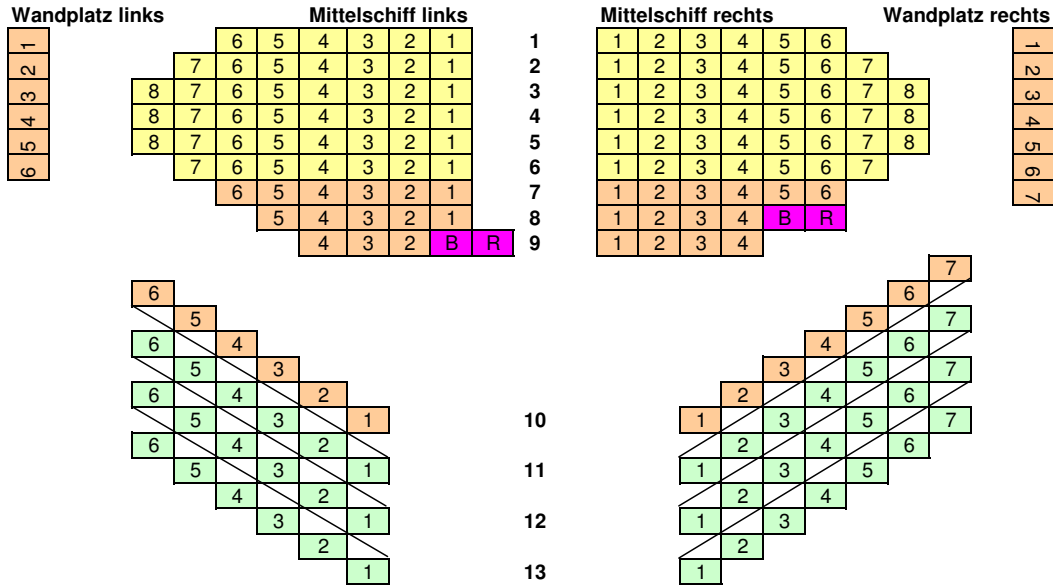 Wandplatz links Mittelschiff links Mittelschiff rechts Wandplatz rechts
1 6 5 4 3 2 1 1 1 2 3 4 5 6 1
2 7 6 5 4 3 2 1 2 1 2 3 4 5 6 7 2
3 8 7 6 5 4 3 2 1 3 1 2 3 4 5 6 7 8 3
4 8 7 6 5 4 3 2 1 4 1 2 3 4 5 6 7 8 4
5 8 7 6 5 4 3 2 1 5 1 2 3 4 5 6 7 8 5
6 7 6 5 4 3 2 1 6 1 2 3 4 5 6 7 6
6 5 4 3 2 1 7 1 2 3 4 5 6 7
5 4 3 2 1 8 1 2 3 4 B R
4 3 2 B R 9 1 2 3 4
7
6 6
5 5 7
6 4 4 6
5 3 3 5 7
6 4 2 2 4 6
5 3 1 10 1 3 5 7
6 4 2 2 4 6
5 3 1 11 1 3 5
4 2 2 4
3 1 12 1 3
2 2
1 13 1